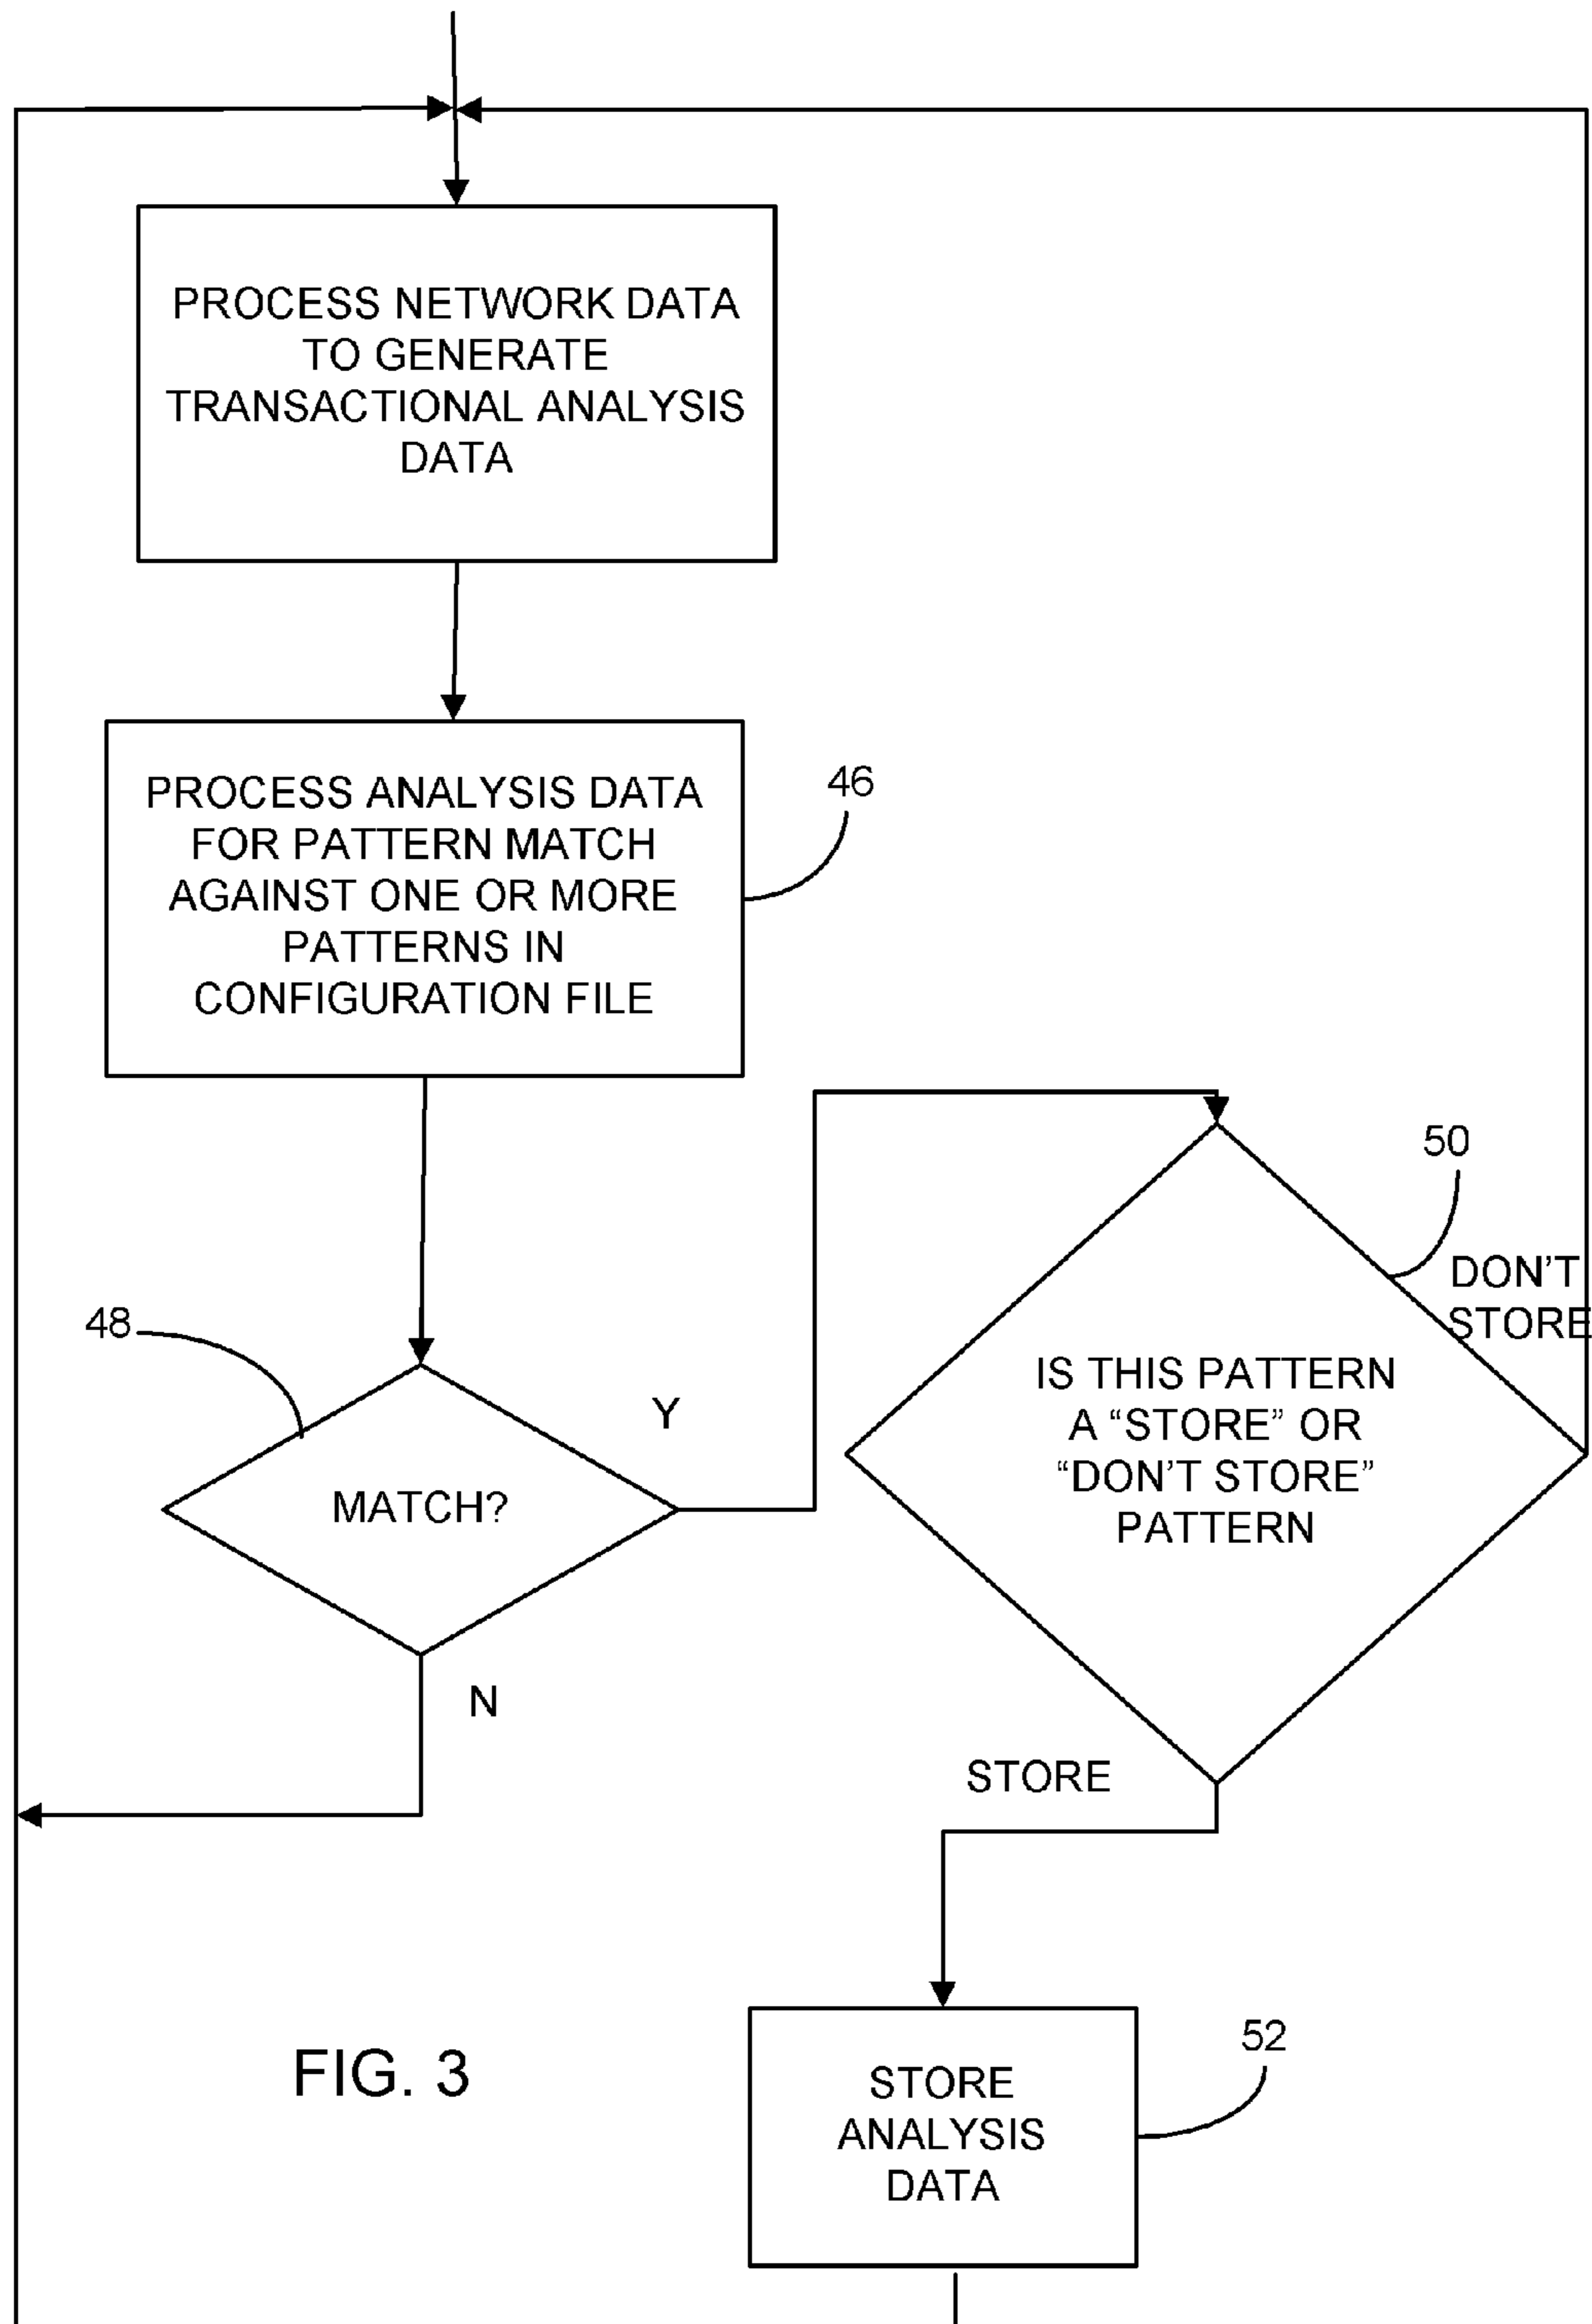 PROCESS NETWORK DATA
TO GENERATE
TRANSACTIONAL ANALYSIS
DATA
PROCESS ANALYSIS DATA
FOR PATTERN MATCH
AGAINST ONE OR MORE
PATTERNS IN
CONFIGURATION FILE
46
50
DON'T
STORE
48
Y
MATCH?
IS THIS PATTERN
A “STORE” OR
“DON'T STORE”
PATTERN
N
STORE
52
FIG. 3
STORE
ANALYSIS
DATA